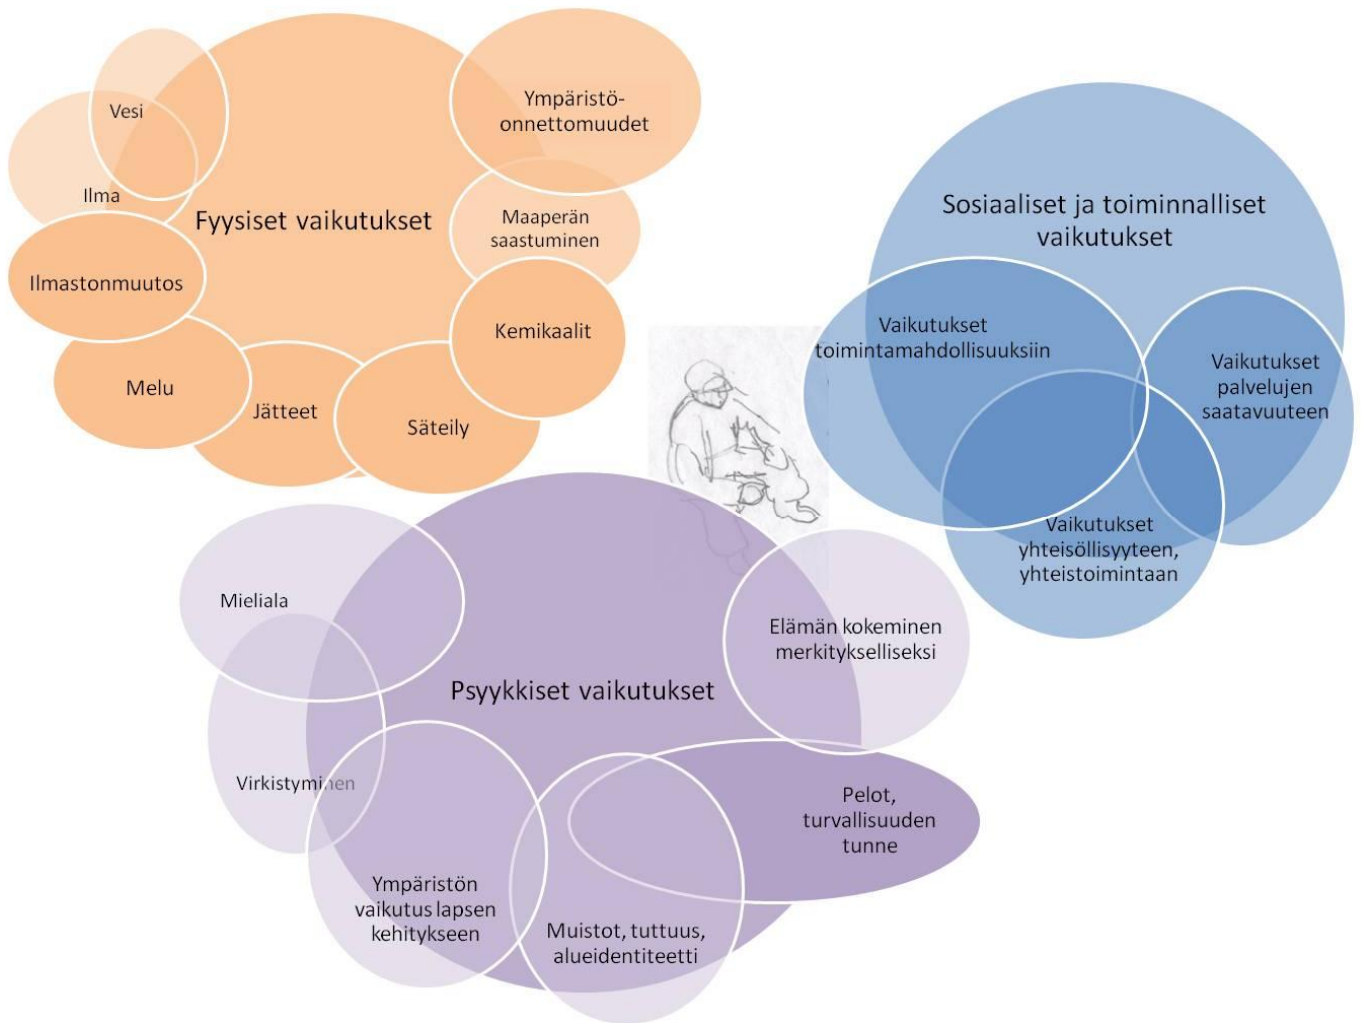 Vesi
Ilma
Fyysiset vaikutukset
Ympäristö-
onnettomuudet
Maaperän
saastuminen
Ilmastonmuutos
Kemikaalit
Melu
Jätteet
Säteily
Sosiaaliset ja toiminnalliset
vaikutukset
Vaikutukset
toimintamahdollisuuksiin
Vaikutukset
palvelujen
saatavuuteen
Vaikutukset
yhteisöllisyyteen,
yhteistoimintaan
Mieliala
Elämän kokeminen
merkitykselliseksi
Psyykkiset vaikutukset
Virkistyminen
Pelot,
turvallisuuden
tunne
Ympäristön
vaikutus lapsen
kehitykseen
Muistot, tuttuus,
alueidentiteetti